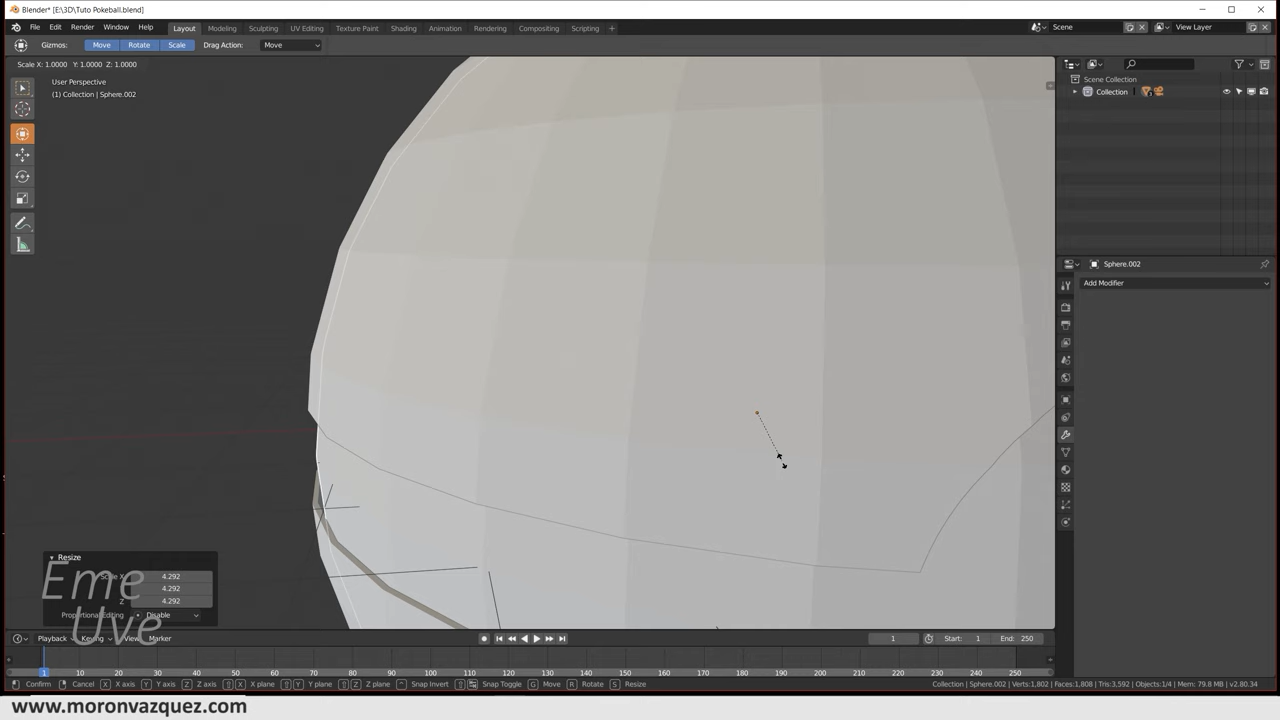 Blender* [E:\3D\Tuto Pokeball.blend]
File Edit Render Window Help Layout Modeling Sculpting UV Editing Texture Paint Shading Animation Rendering Compositing Scripting + Scene View Layer
Gizmos: Move Rotate Scale Drag Action: Move
Scale X: 1.0000 Y: 1.0000 Z: 1.0000
User Perspective
(1) Collection | Sphere.002
Scene Collection
Collection
Sphere.002
Add Modifier
Resize
4.292
4.292
Z 4.292
Proportional Editing Disable
Eme
Uve
Playback Keying View Marker 1 Start: 1 End: 250
1 10 20 30 40 50 60 70 80 90 100 110 120 130 140 150 160 170 180 190 200 210 220 230 240 250
Confirm Cancel X X axis Y Y axis Z Z axis X X plane Y Y plane Z Z plane Snap Invert Snap Toggle G Move R Rotate S Resize Collection | Sphere.002 | Verts:1,802 | Faces:1,808 | Tris:3,592 | Objects:1/4 | Mem: 79.8 MB | v2.80.34
www.moronvazquez.com